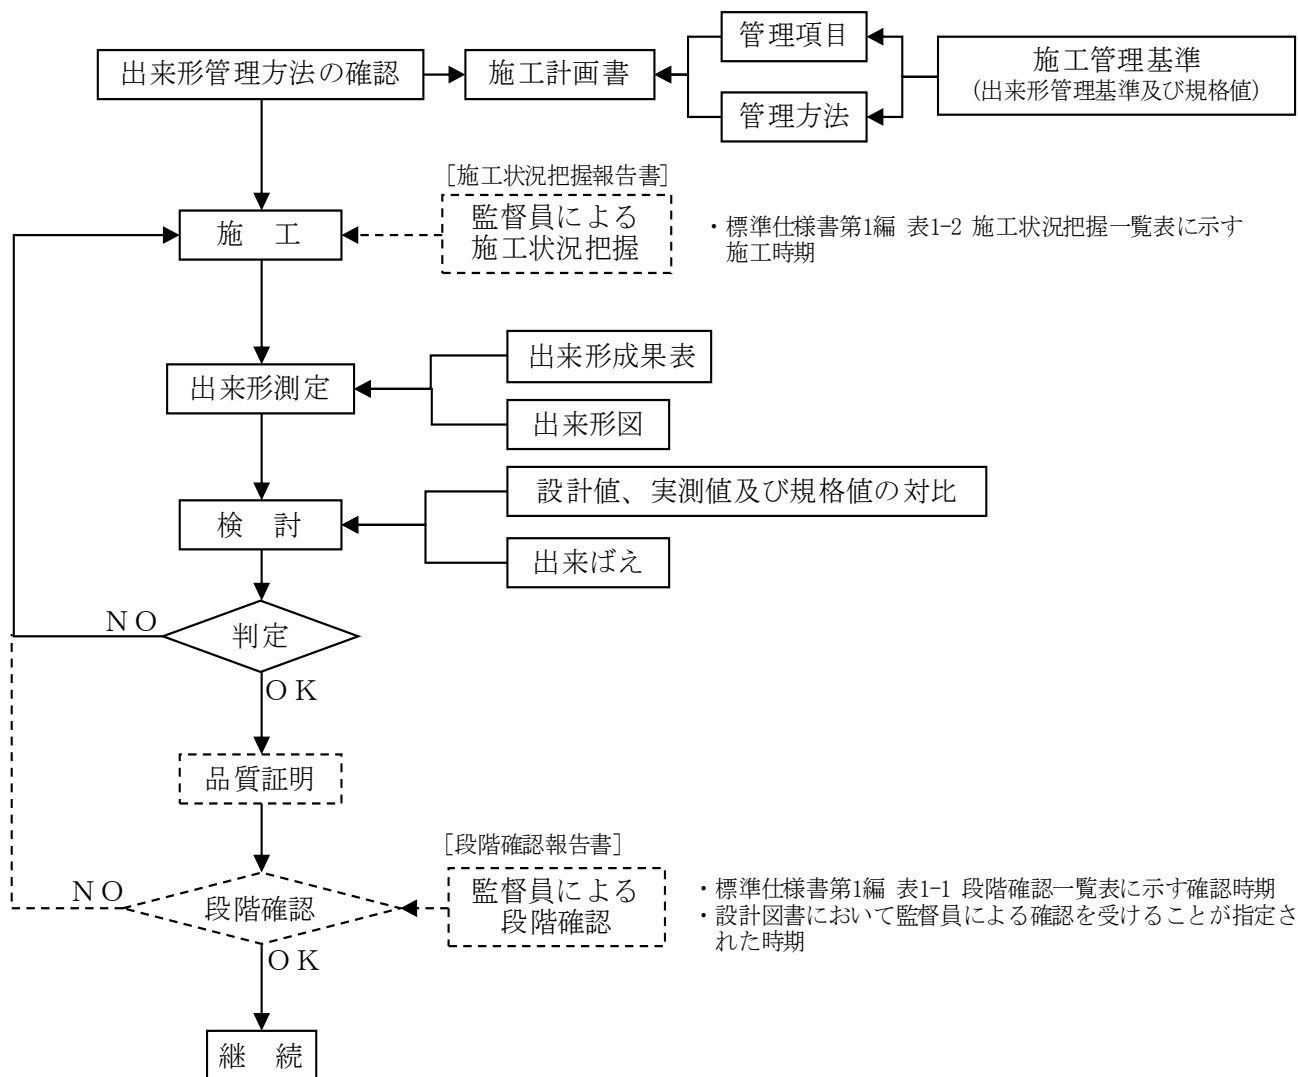 管理項目
出来形管理方法の確認
施工計画書
施工管理基準
(出来形管理基準及び規格値)
管理方法
[施工状況把握報告書]
施　工
監督員による
施工状況把握
・標準仕様書第1編 表1-2 施工状況把握一覧表に示す
施工時期
出来形成果表
出来形測定
出来形図
設計値、実測値及び規格値の対比
検　討
出来ばえ
ＮＯ
判定
ＯＫ
品質証明
[段階確認報告書]
ＮＯ
段階確認
監督員による
段階確認
・標準仕様書第1編 表1-1 段階確認一覧表に示す確認時期
・設計図書において監督員による確認を受けることが指定さ
れた時期
ＯＫ
継　続